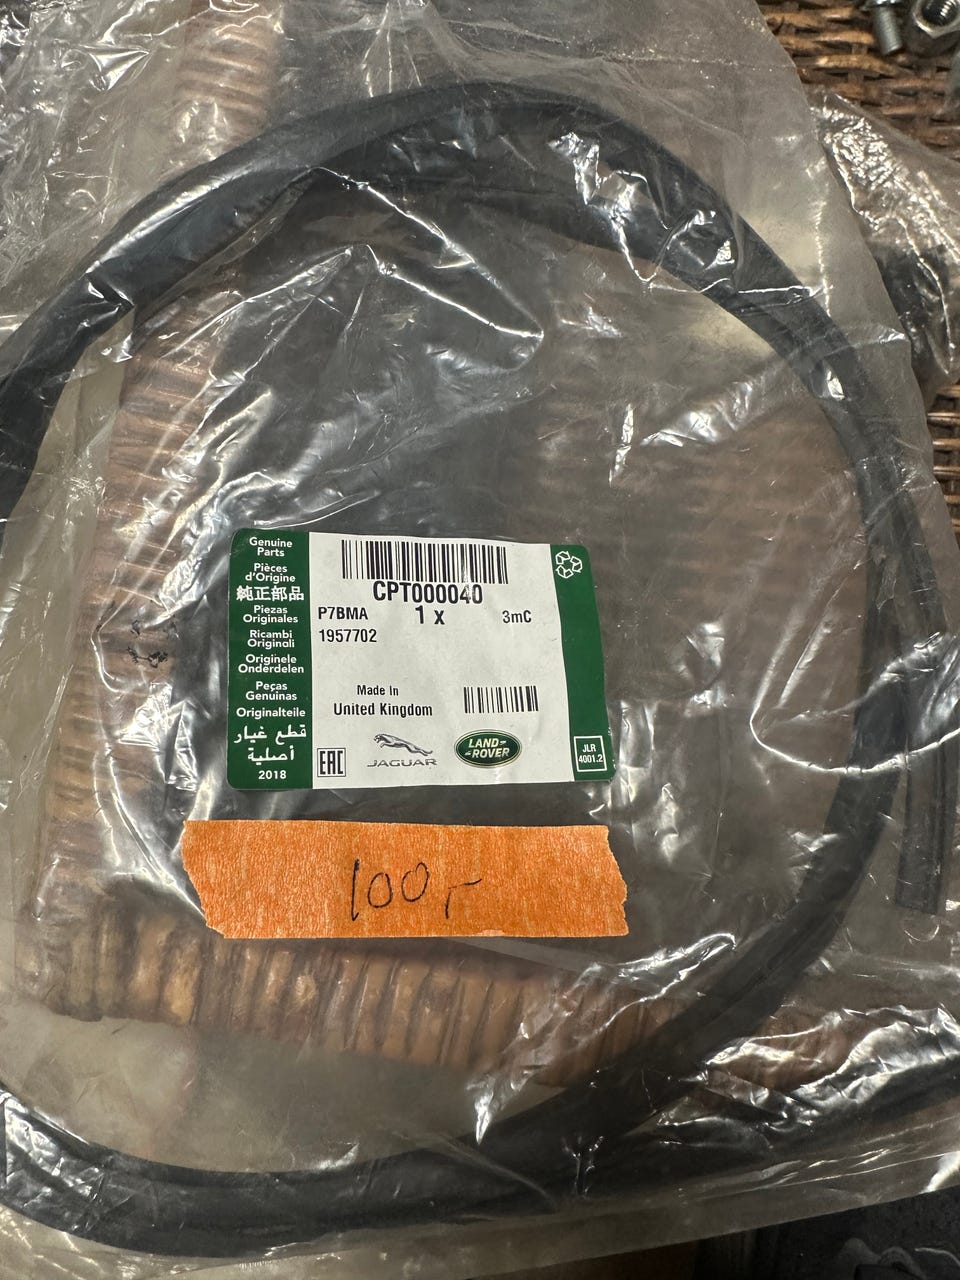 Genuine
Parts
Pièces
d'Origine
純正部品
Piezas
Originales
Ricambi
Originali
Originele
Onderdelen
Peças
Genuinas
Originalteile
قطع غيار
أصلية
2018
CPT000040
P7BMA 1 x 3mC
1957702
Made In
United Kingdom
EAC
JAGUAR
LAND-
-ROVER
JLR
4001.2
100,-